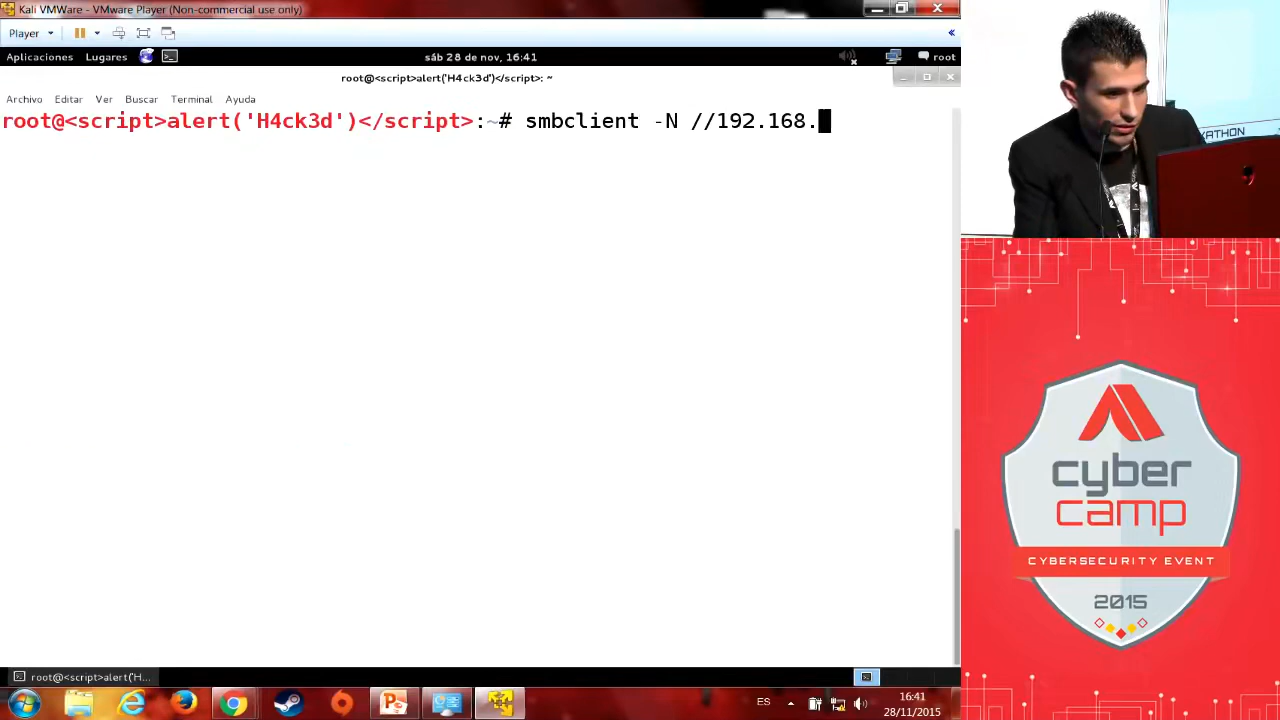 Kali VMWare - VMware Player (Non-commercial use only)
Player
Aplicaciones Lugares sáb 28 de nov, 16:41 root
root@<script>alert('H4ck3d')</script>: ~
Archivo Editar Ver Buscar Terminal Ayuda
root@<script>alert('H4ck3d')</script>:~# smbclient -N //192.168.
root@<script>alert('H...
ES 16:41
28/11/2015
cyber
camp
CYBERSECURITY EVENT
2015